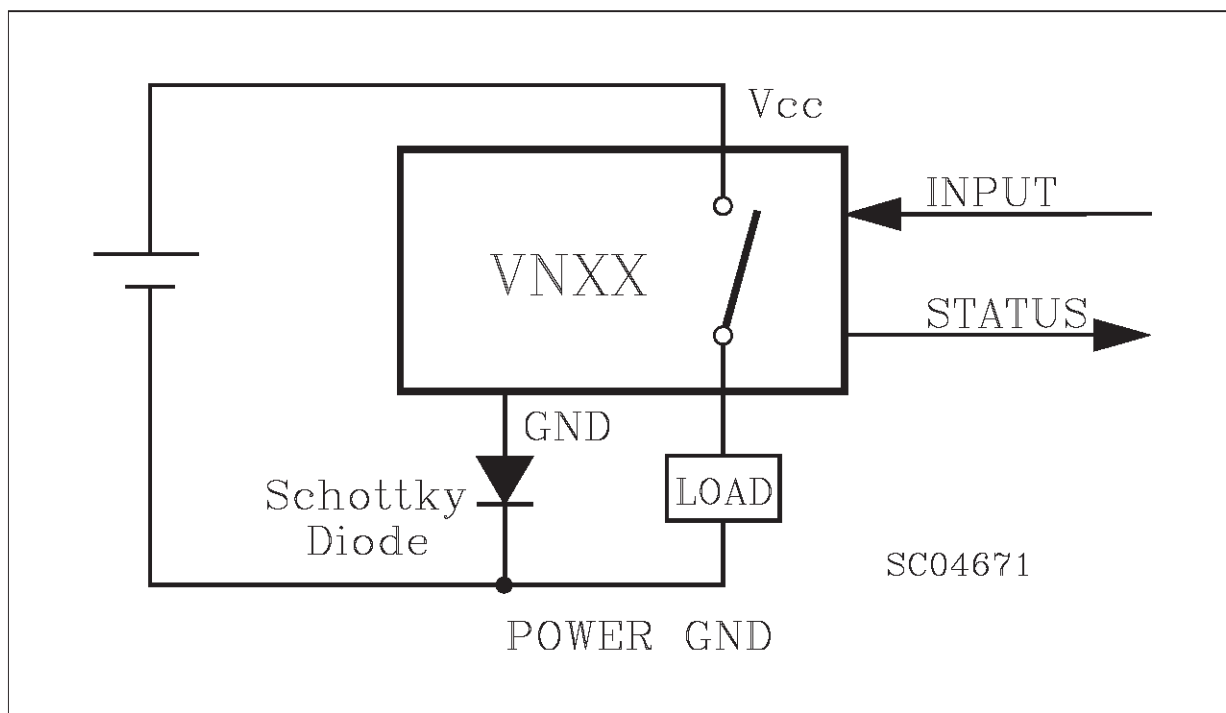 Vcc
INPUT
VNXX
STATUS
GND
Schottky
Diode
LOAD
SC04671
POWER GND